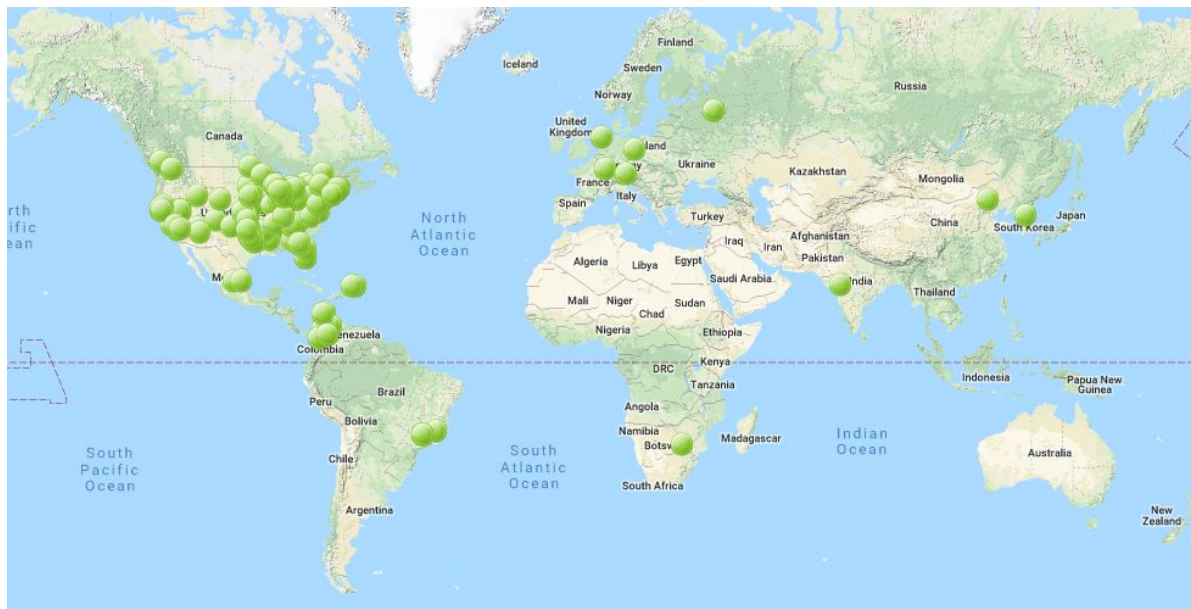 Finland
Iceland
Sweden
Russia
Norway
Canada
United
Kingdom
land
Ukraine
Kazakhstan
Mongolia
France
Italy
Spain
Turkey
China
Japan
South Korea
North
Atlantic
Ocean
Iraq
Iran
Afghanistan
Pakistan
Algeria
Libya
Egypt
Saudi Arabia
India
Thailand
Mali
Niger
Chad
Sudan
Nigeria
Ethiopia
enezuela
Colombia
DRC
Kenya
Tanzania
Indonesia
Papua New
Guinea
Brazil
Peru
Angola
Bolivia
Namibia
Botsw
Madagascar
Indian
Ocean
South
Pacific
Ocean
Chile
South
Atlantic
Ocean
Australia
South Africa
Argentina
New
Zealand